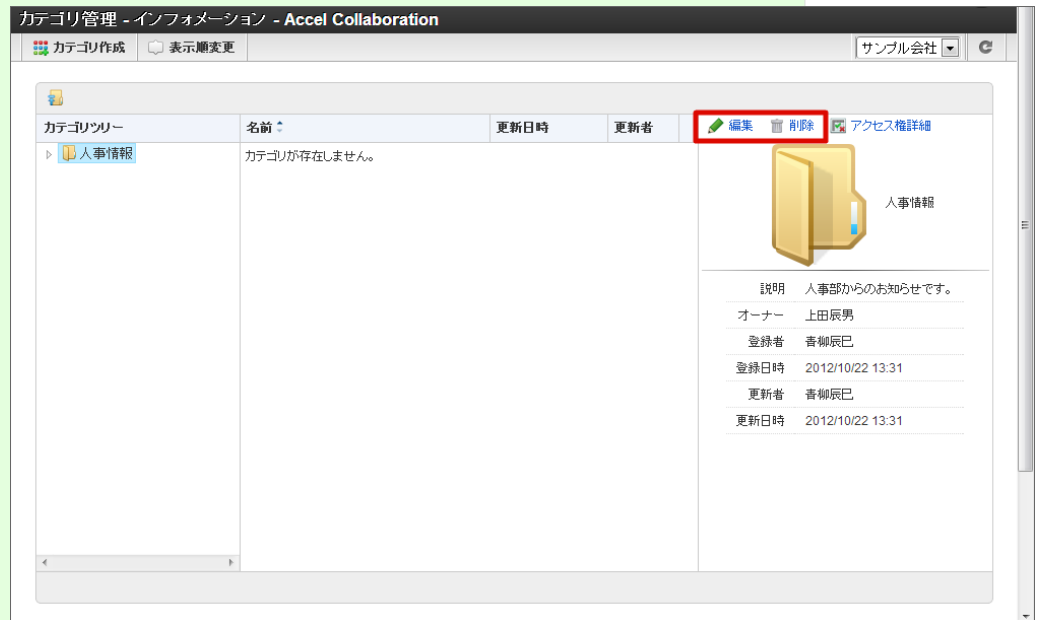 カテゴリ管理 - インフォメーション - Accel Collaboration
カテゴリ作成 表示順変更 サンプル会社
カテゴリツリー 名前 更新日時 更新者 編集 削除 アクセス権詳細
人事情報 カテゴリが存在しません。
人事情報
説明 人事部からのお知らせです。
オーナー 上田辰男
登録者 青柳辰巳
登録日時 2012/10/22 13:31
更新者 青柳辰巳
更新日時 2012/10/22 13:31